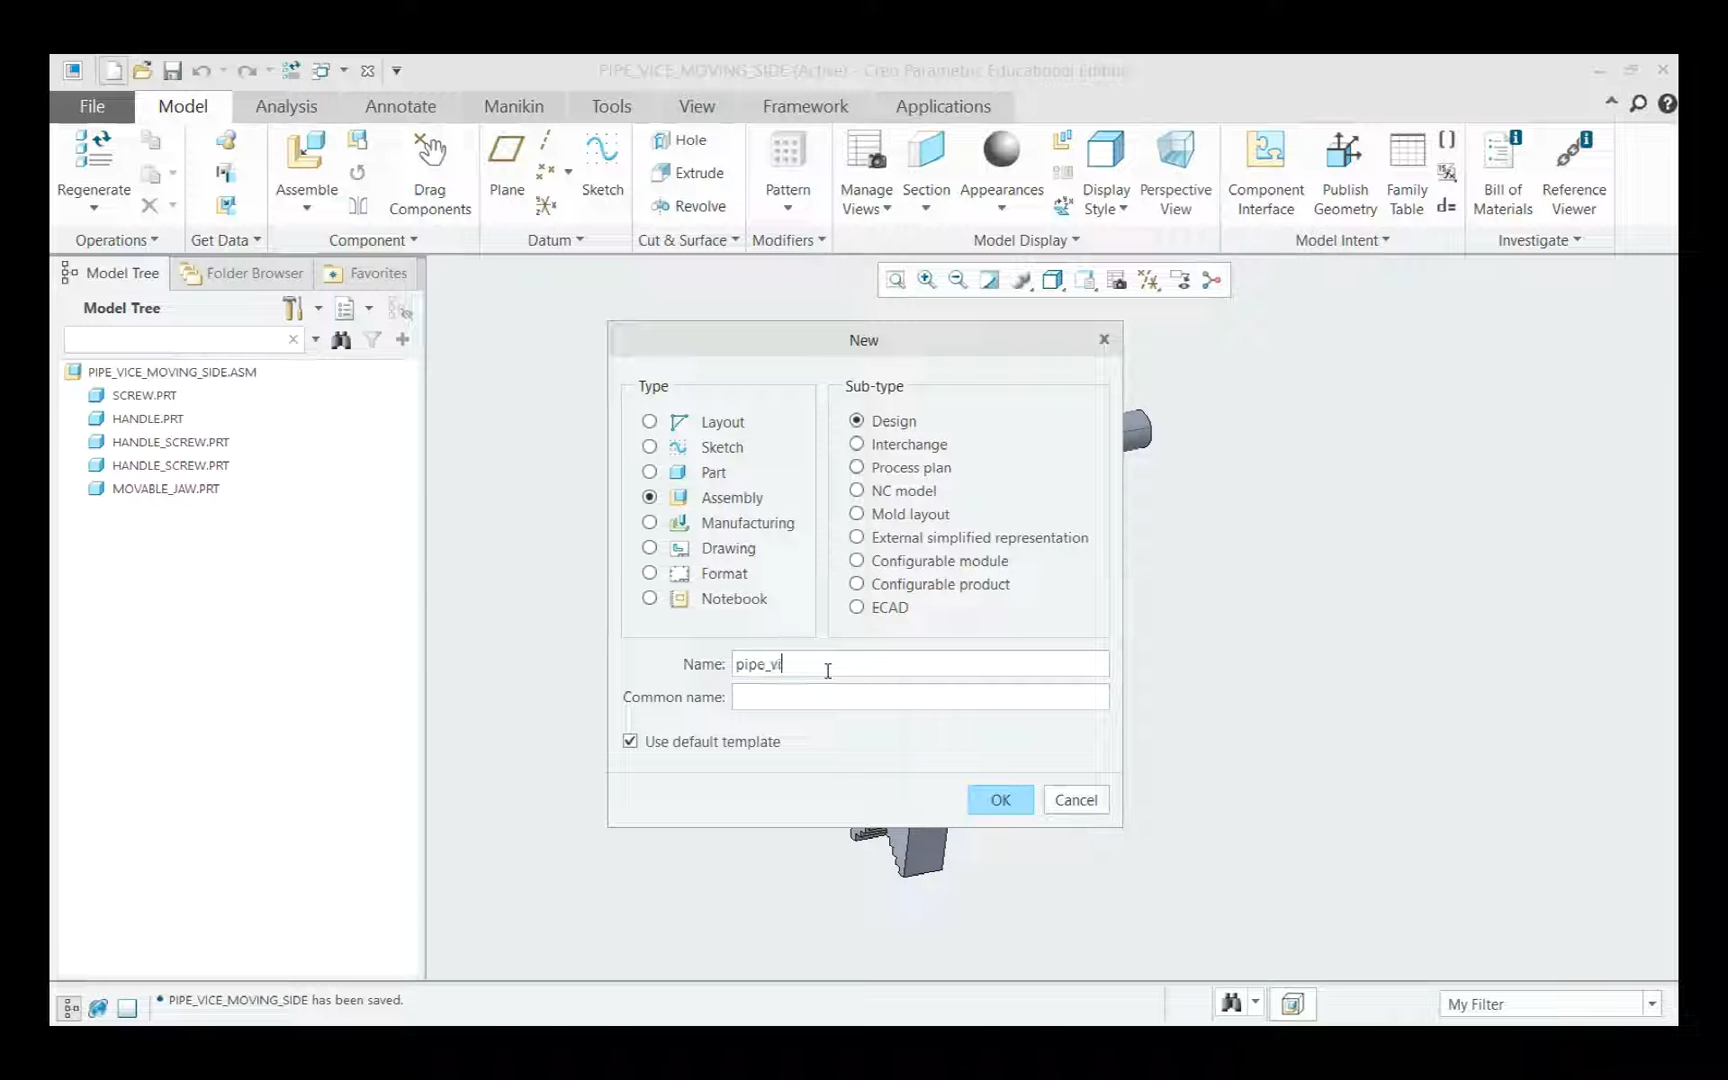 PIPE_VICE_MOVING_SIDE (Active) - Creo Parametric Educational Edition
File Model Analysis Annotate Manikin Tools View Framework Applications
Regenerate
Assemble
Drag Components
Plane
Sketch
Hole
Extrude
Revolve
Pattern
Manage Views
Section
Appearances
Display Style
Perspective View
Component Interface
Publish Geometry
Family Table
d=
Bill of Materials
Reference Viewer
Operations Get Data Component Datum Cut & Surface Modifiers Model Display Model Intent Investigate
Model Tree Folder Browser Favorites
Model Tree
PIPE_VICE_MOVING_SIDE.ASM
SCREW.PRT
HANDLE.PRT
HANDLE_SCREW.PRT
HANDLE_SCREW.PRT
MOVABLE_JAW.PRT
New
Type
Layout
Sketch
Part
Assembly
Manufacturing
Drawing
Format
Notebook
Sub-type
Design
Interchange
Process plan
NC model
Mold layout
External simplified representation
Configurable module
Configurable product
ECAD
Name: pipe_vi
Common name:
Use default template
OK Cancel
PIPE_VICE_MOVING_SIDE has been saved.
My Filter